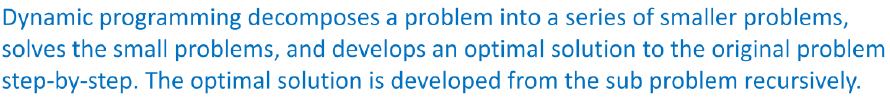 Dynamic programming decomposes a problem into a series of smaller problems,
solves the small problems, and develops an optimal solution to the original problem
step-by-step. The optimal solution is developed from the sub problem recursively.